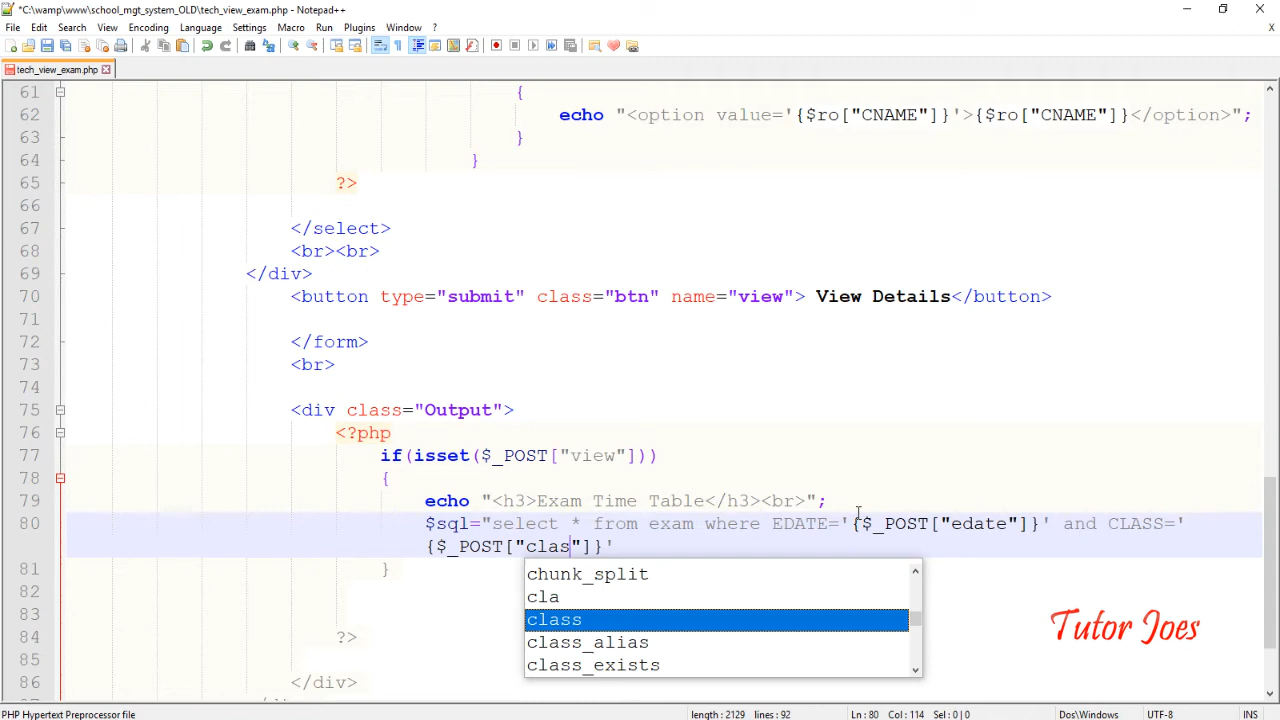 *C:\wamp\www\school_mgt_system_OLD\tech_view_exam.php - Notepad++
File Edit Search View Encoding Language Settings Macro Run Plugins Window ?
X
tech_view_exam.php
61 {
62 echo "<option value='{$ro["CNAME"]}'>{$ro["CNAME"]}</option>";
63 }
64 }
65 ?>
66
67 </select>
68 <br><br>
69 </div>
70 <button type="submit" class="btn" name="view"> View Details</button>
71
72 </form>
73 <br>
74
75 <div class="Output">
76 <?php
77 if(isset($_POST["view"]))
78 {
79 echo "<h3>Exam Time Table</h3><br>";
80 $sql="select * from exam where EDATE='{$_POST["edate"]}' and CLASS='
{$_POST["clas"]}'
81 }
82
83
84 ?>
85
86 </div>
chunk_split
cla
class
class_alias
class_exists
Tutor Joes
PHP Hypertext Preprocessor file length : 2129 lines : 92 Ln : 80 Col : 114 Sel : 0 | 0 Dos\Windows UTF-8 INS